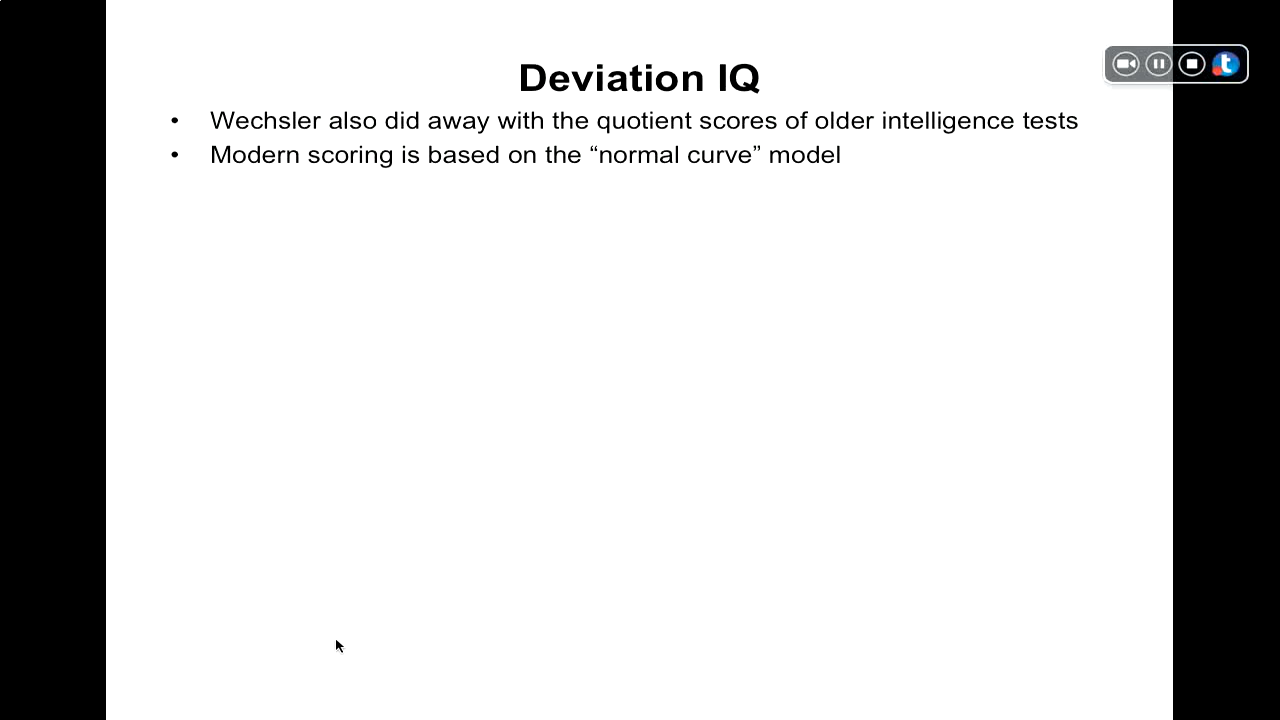 Deviation IQ
• Wechsler also did away with the quotient scores of older intelligence tests
• Modern scoring is based on the “normal curve” model